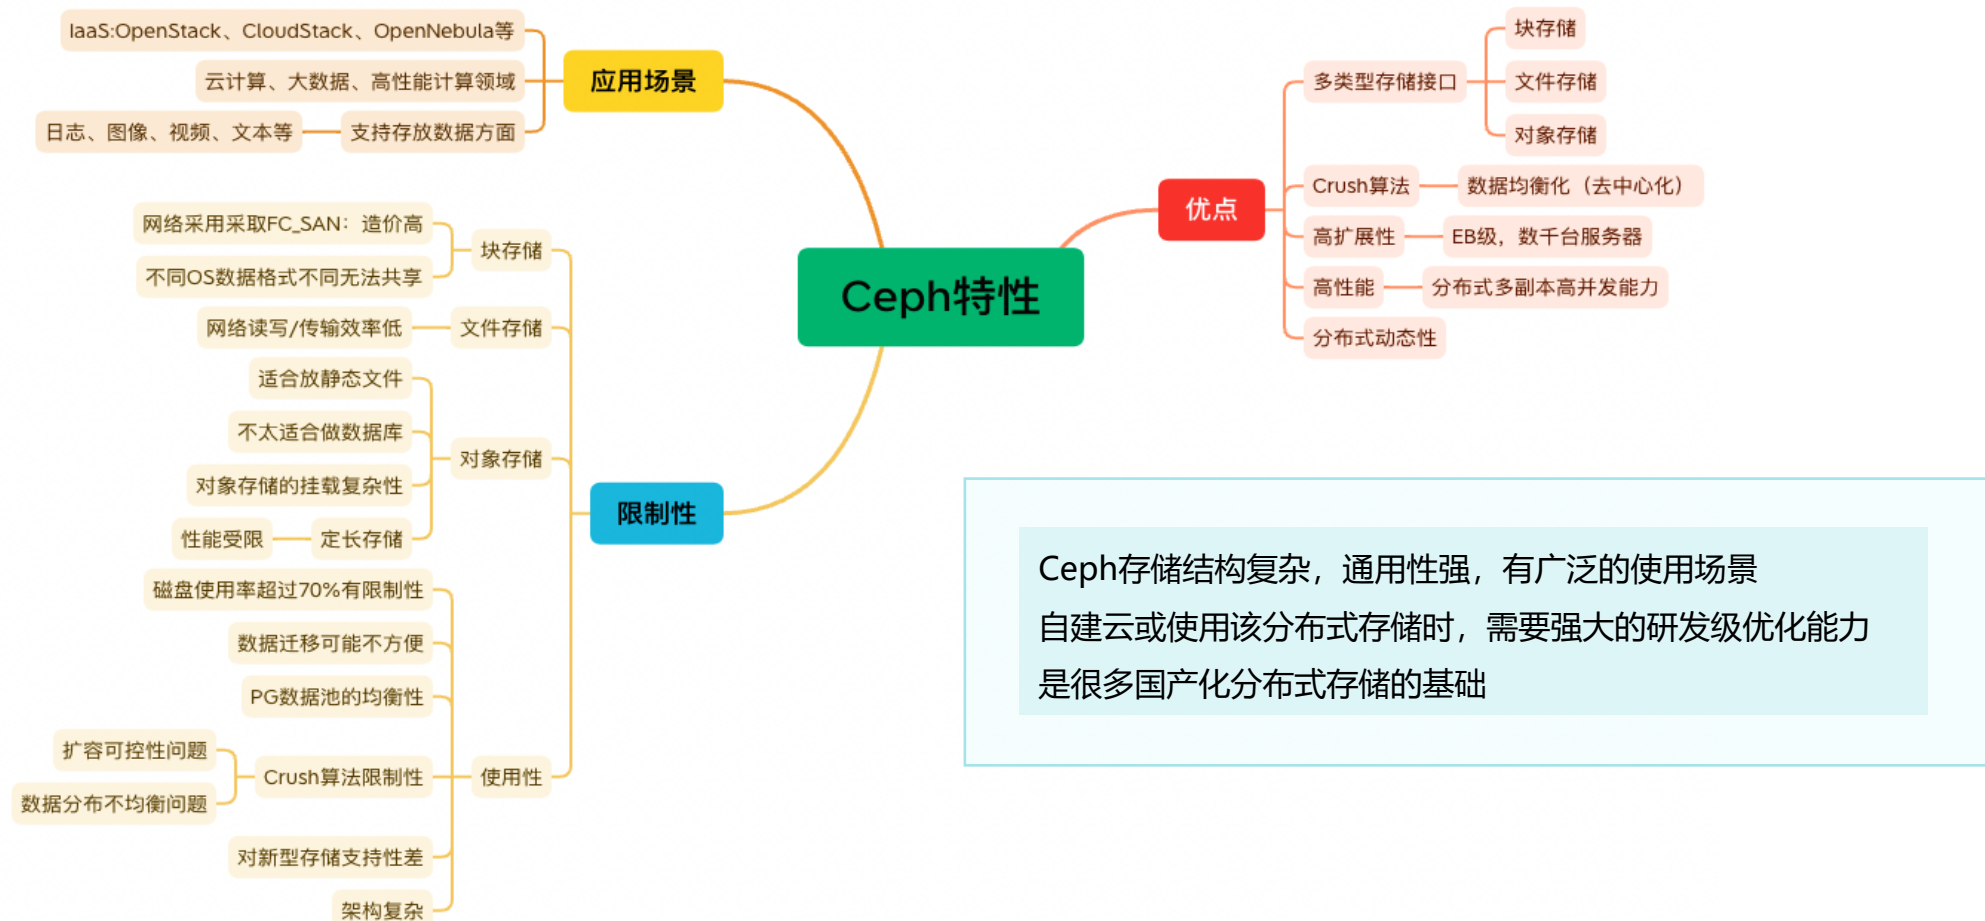 Ceph特性
应用场景
IaaS:OpenStack、CloudStack、OpenNebula等
云计算、大数据、高性能计算领域
支持存放数据方面
日志、图像、视频、文本等
优点
多类型存储接口
块存储
文件存储
对象存储
Crush算法
数据均衡化（去中心化）
高扩展性
EB级，数千台服务器
高性能
分布式多副本高并发能力
分布式动态性
限制性
块存储
网络采用采取FC_SAN：造价高
不同OS数据格式不同无法共享
文件存储
网络读写/传输效率低
对象存储
适合放静态文件
不太适合做数据库
对象存储的挂载复杂性
定长存储
性能受限
使用性
磁盘使用率超过70%有限制性
数据迁移可能不方便
PG数据池的均衡性
Crush算法限制性
扩容可控性问题
数据分布不均衡问题
对新型存储支持性差
架构复杂
Ceph存储结构复杂，通用性强，有广泛的使用场景
自建云或使用该分布式存储时，需要强大的研发级优化能力
是很多国产化分布式存储的基础